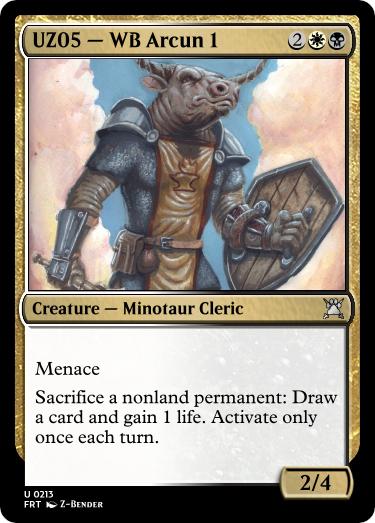 UZ05 — WB Arcun 1 2
Creature — Minotaur Cleric
Menace
Sacrifice a nonland permanent: Draw
a card and gain 1 life. Activate only
once each turn.
2/4
U 0213
FRT Z-Bender